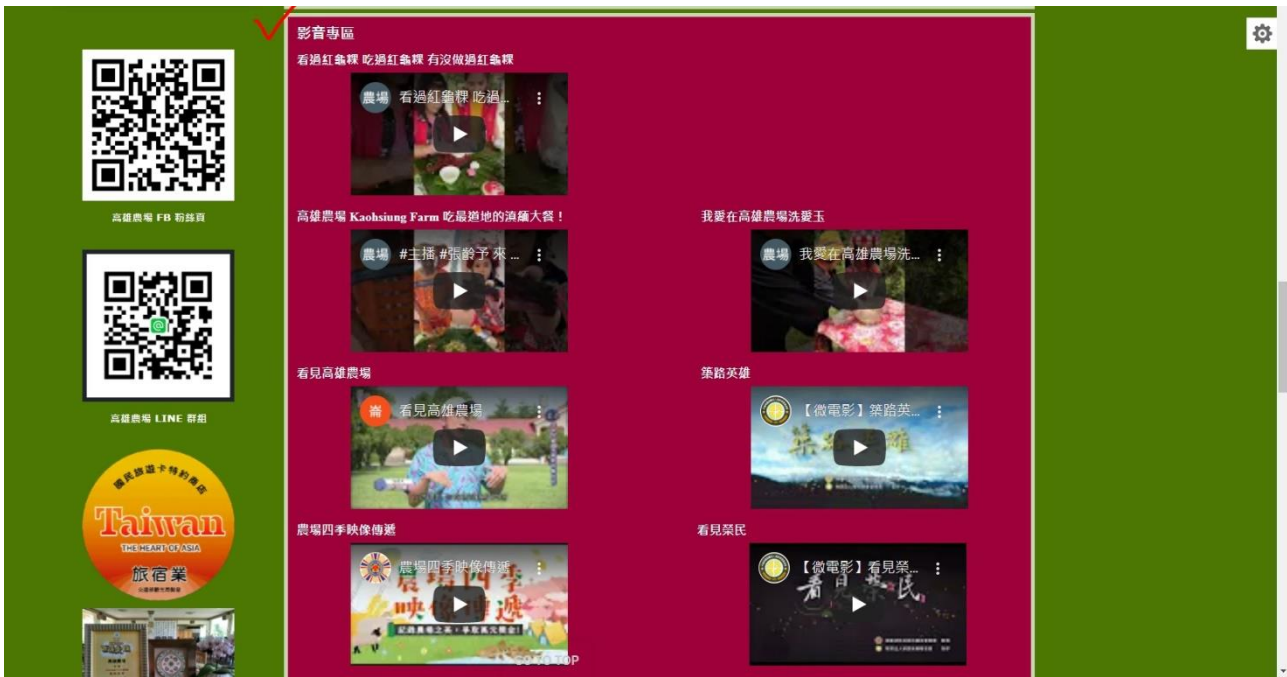 影音專區
看過紅龜粿 吃過紅龜粿 有沒做過紅龜粿
農場 看過紅龜粿 吃過...
高雄農場 FB 粉絲頁
高雄農場 Kaohsiung Farm 吃最道地的滇緬大餐！
我要在高雄農場洗愛玉
農場 #主播 #張齡予 來 ...
農場 我愛在高雄農場洗...
看見高雄農場
築路英雄
崙 看見高雄農場
【微電影】築路英...
築路英雄
高雄農場 LINE 群組
國民旅遊卡特約商店
Taiwan
THE HEART OF ASIA
旅宿業
農場四季映像傳遞
看見榮民
農場四季映像傳遞
農場四季
映像傳遞
【微電影】看見榮...
看見榮民
GO TO TOP